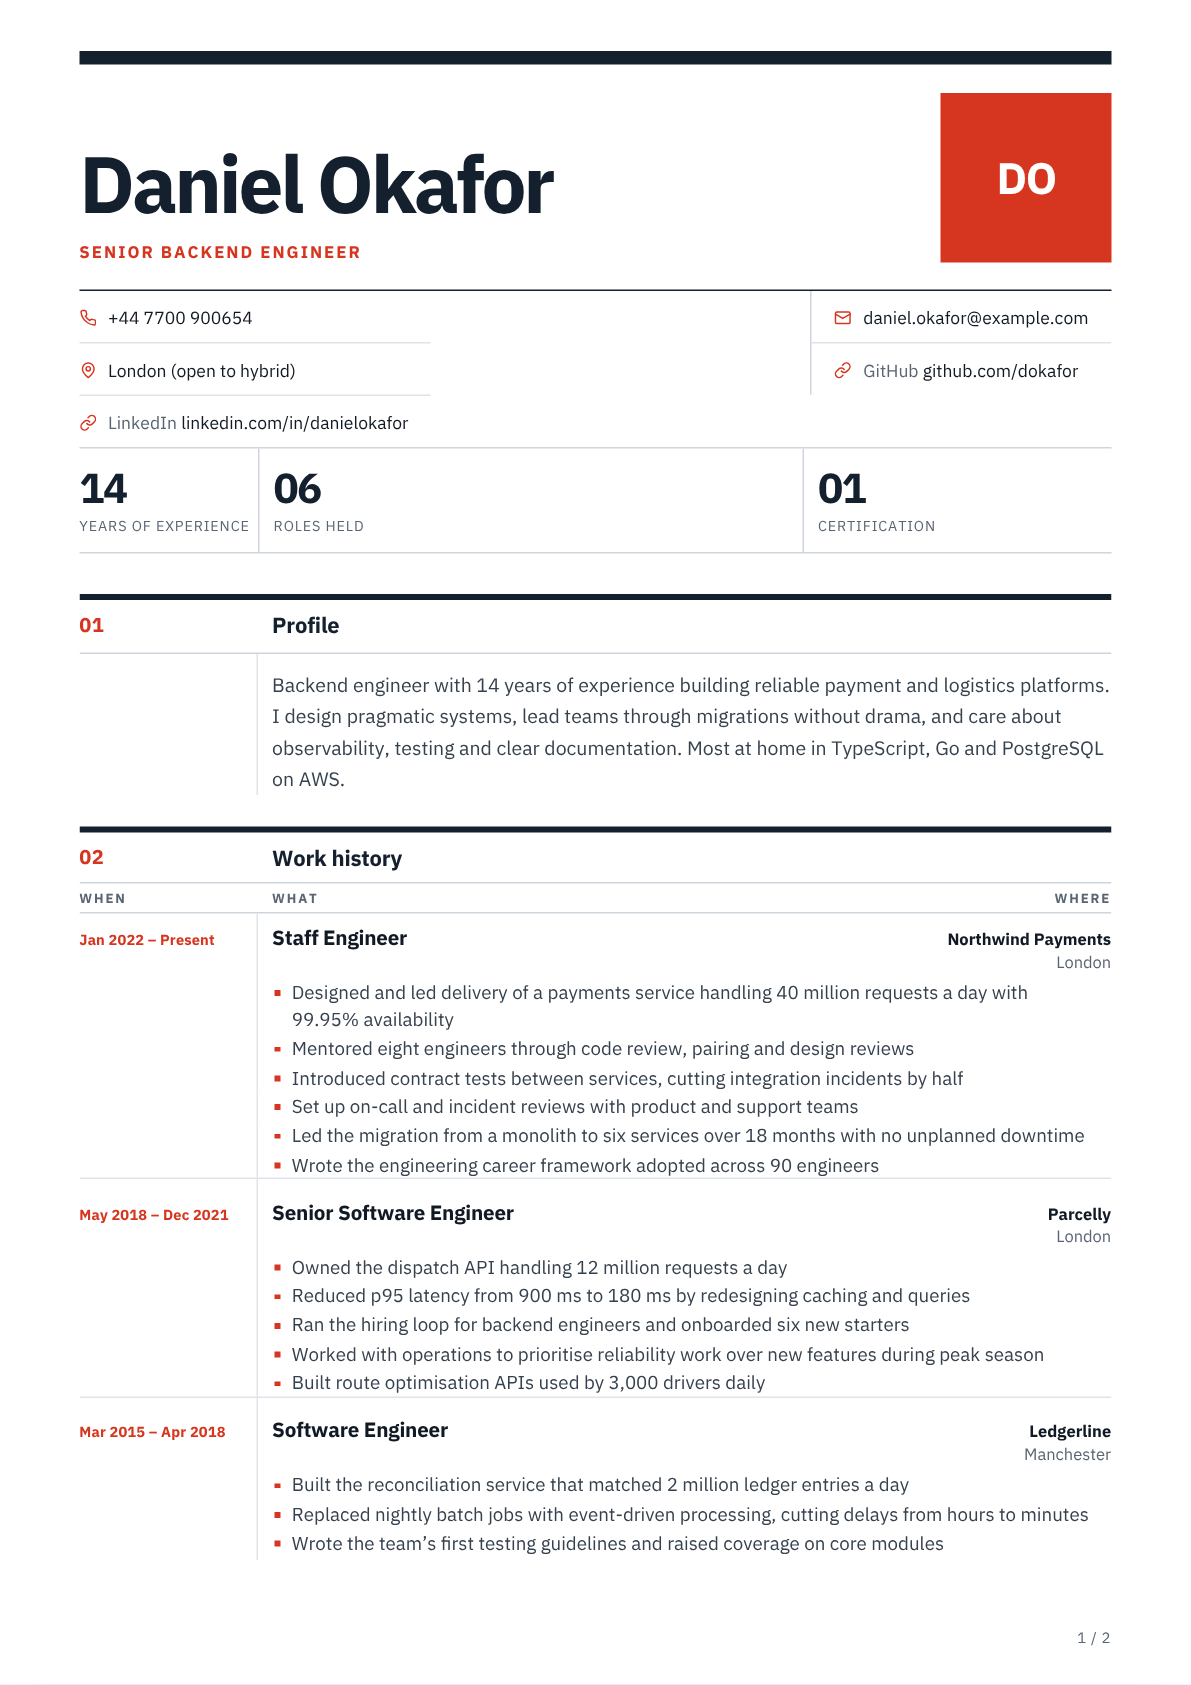 Daniel Okafor
DO
SENIOR BACKEND ENGINEER
+44 7700 900654
daniel.okafor@example.com
London (open to hybrid)
GitHub github.com/dokafor
LinkedIn linkedin.com/in/danielokafor
14
YEARS OF EXPERIENCE
06
ROLES HELD
01
CERTIFICATION
01 Profile
Backend engineer with 14 years of experience building reliable payment and logistics platforms.
I design pragmatic systems, lead teams through migrations without drama, and care about
observability, testing and clear documentation. Most at home in TypeScript, Go and PostgreSQL
on AWS.
02 Work history
WHEN WHAT WHERE
Jan 2022 – Present Staff Engineer Northwind Payments
London
Designed and led delivery of a payments service handling 40 million requests a day with
99.95% availability
Mentored eight engineers through code review, pairing and design reviews
Introduced contract tests between services, cutting integration incidents by half
Set up on-call and incident reviews with product and support teams
Led the migration from a monolith to six services over 18 months with no unplanned downtime
Wrote the engineering career framework adopted across 90 engineers
May 2018 – Dec 2021 Senior Software Engineer Parcelly
London
Owned the dispatch API handling 12 million requests a day
Reduced p95 latency from 900 ms to 180 ms by redesigning caching and queries
Ran the hiring loop for backend engineers and onboarded six new starters
Worked with operations to prioritise reliability work over new features during peak season
Built route optimisation APIs used by 3,000 drivers daily
Mar 2015 – Apr 2018 Software Engineer Ledgerline
Manchester
Built the reconciliation service that matched 2 million ledger entries a day
Replaced nightly batch jobs with event-driven processing, cutting delays from hours to minutes
Wrote the team’s first testing guidelines and raised coverage on core modules
1 / 2